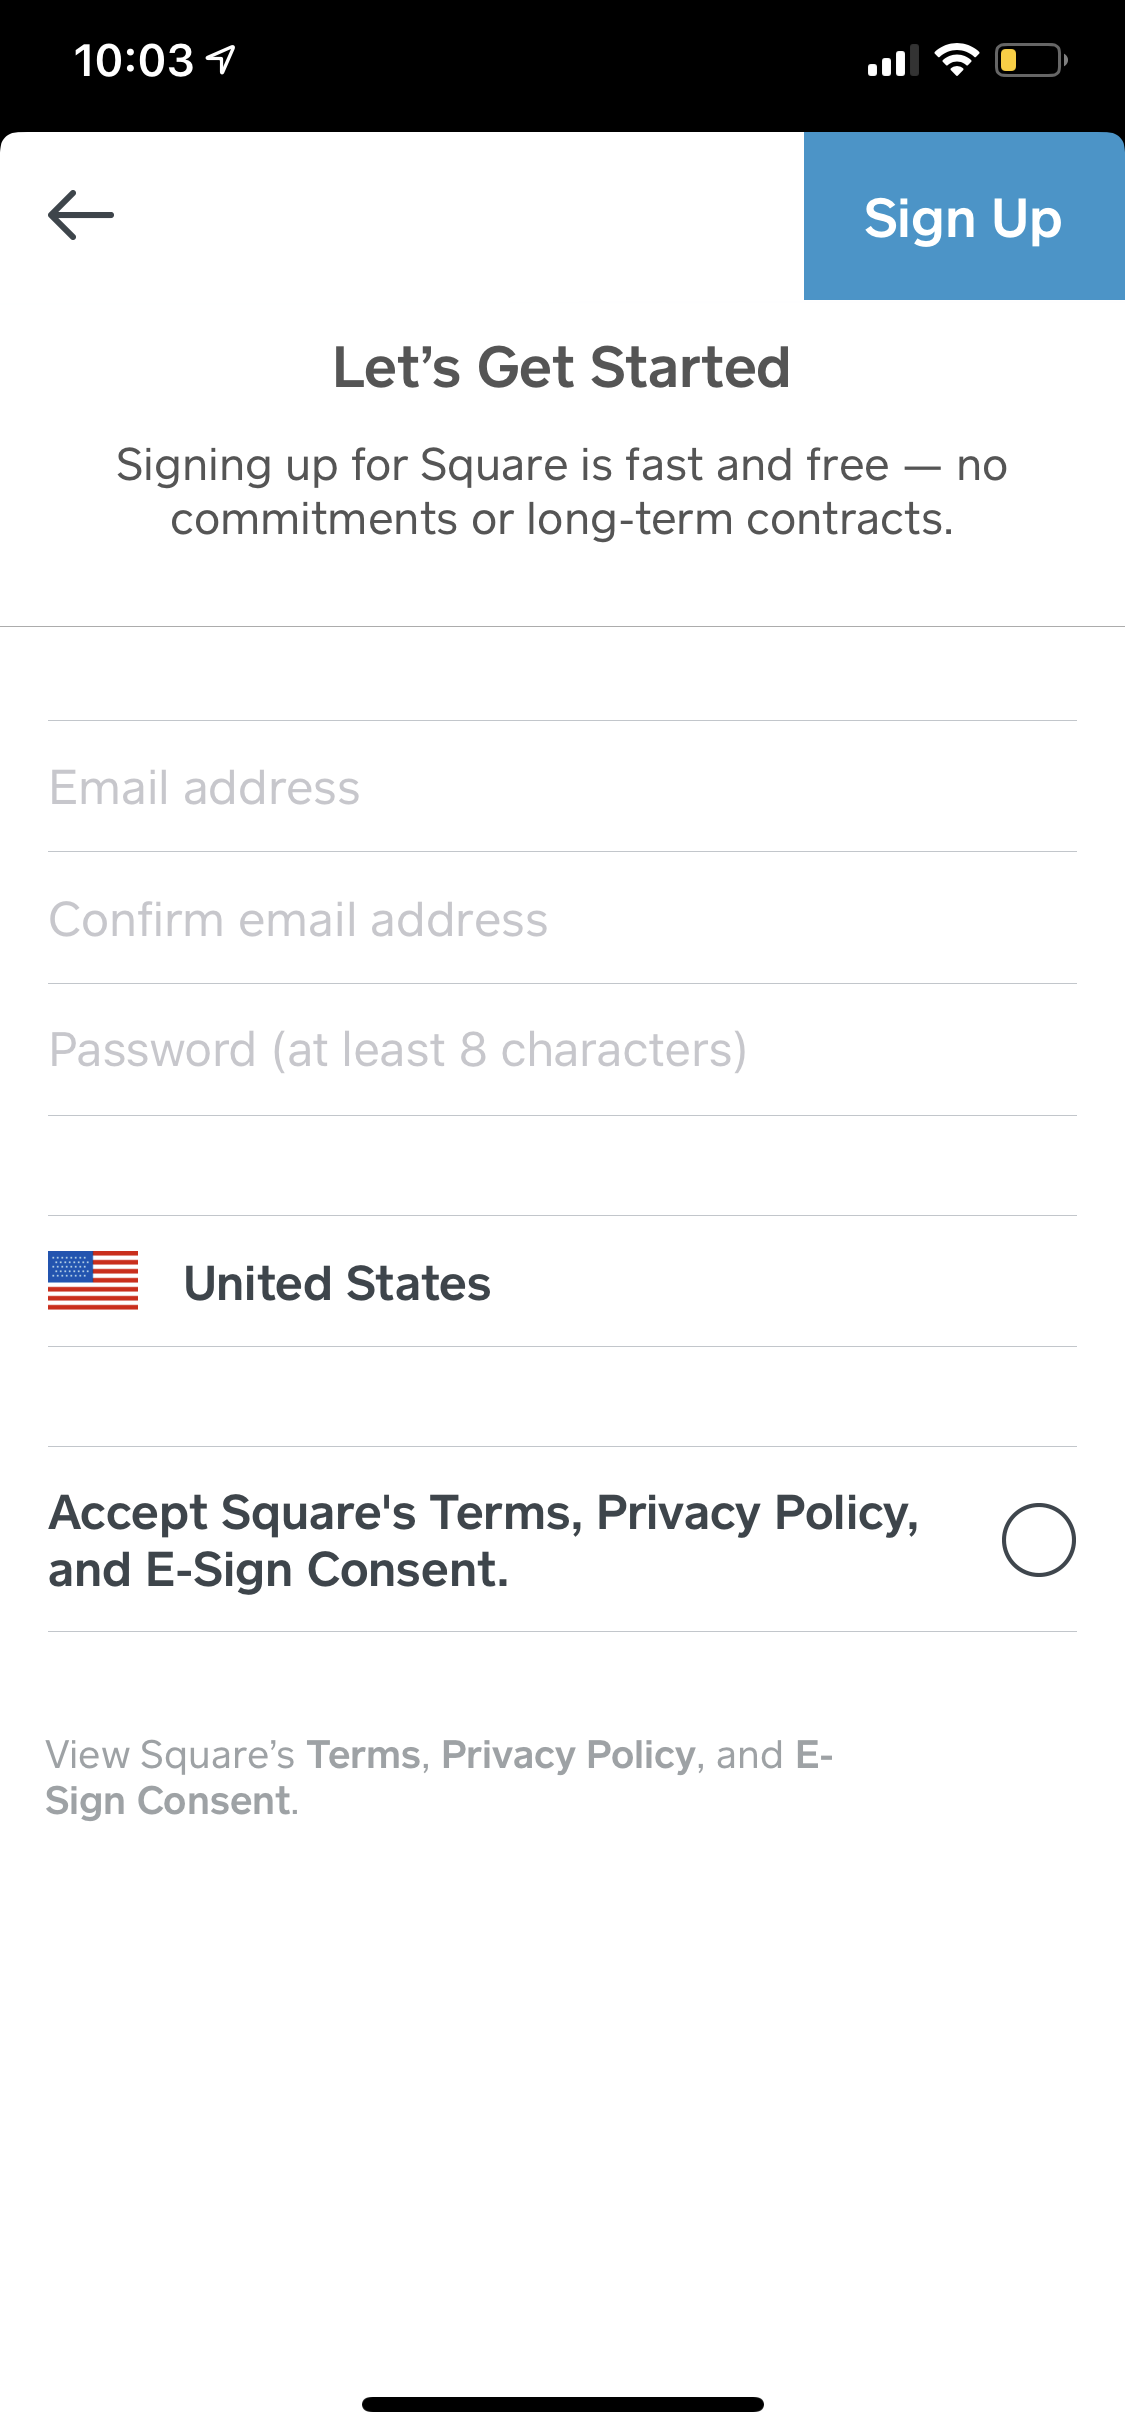 10:03
Sign Up
Let’s Get Started
Signing up for Square is fast and free — no
commitments or long-term contracts.
Email address
Confirm email address
Password (at least 8 characters)
United States
Accept Square's Terms, Privacy Policy,
and E-Sign Consent.
View Square’s Terms, Privacy Policy, and E-
Sign Consent.